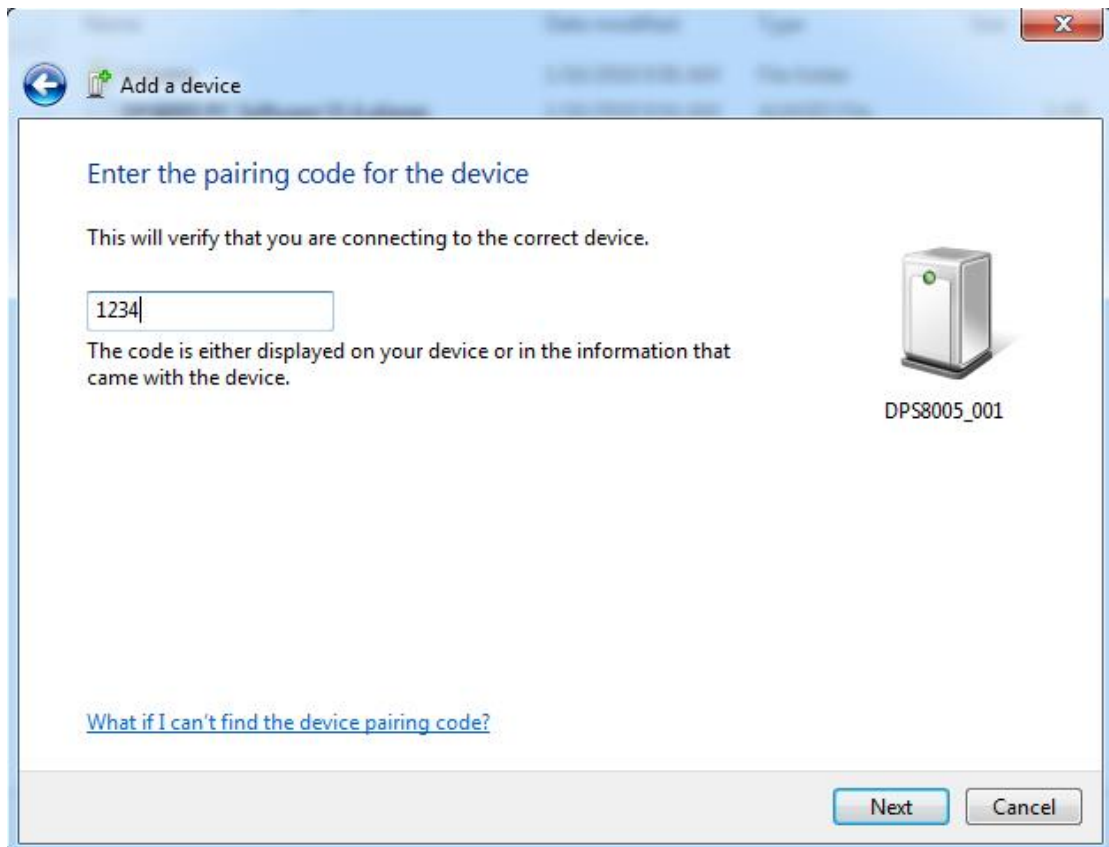 Add a device
Enter the pairing code for the device
This will verify that you are connecting to the correct device.
1234
The code is either displayed on your device or in the information that
came with the device.
DPS8005_001
What if I can't find the device pairing code?
Next
Cancel